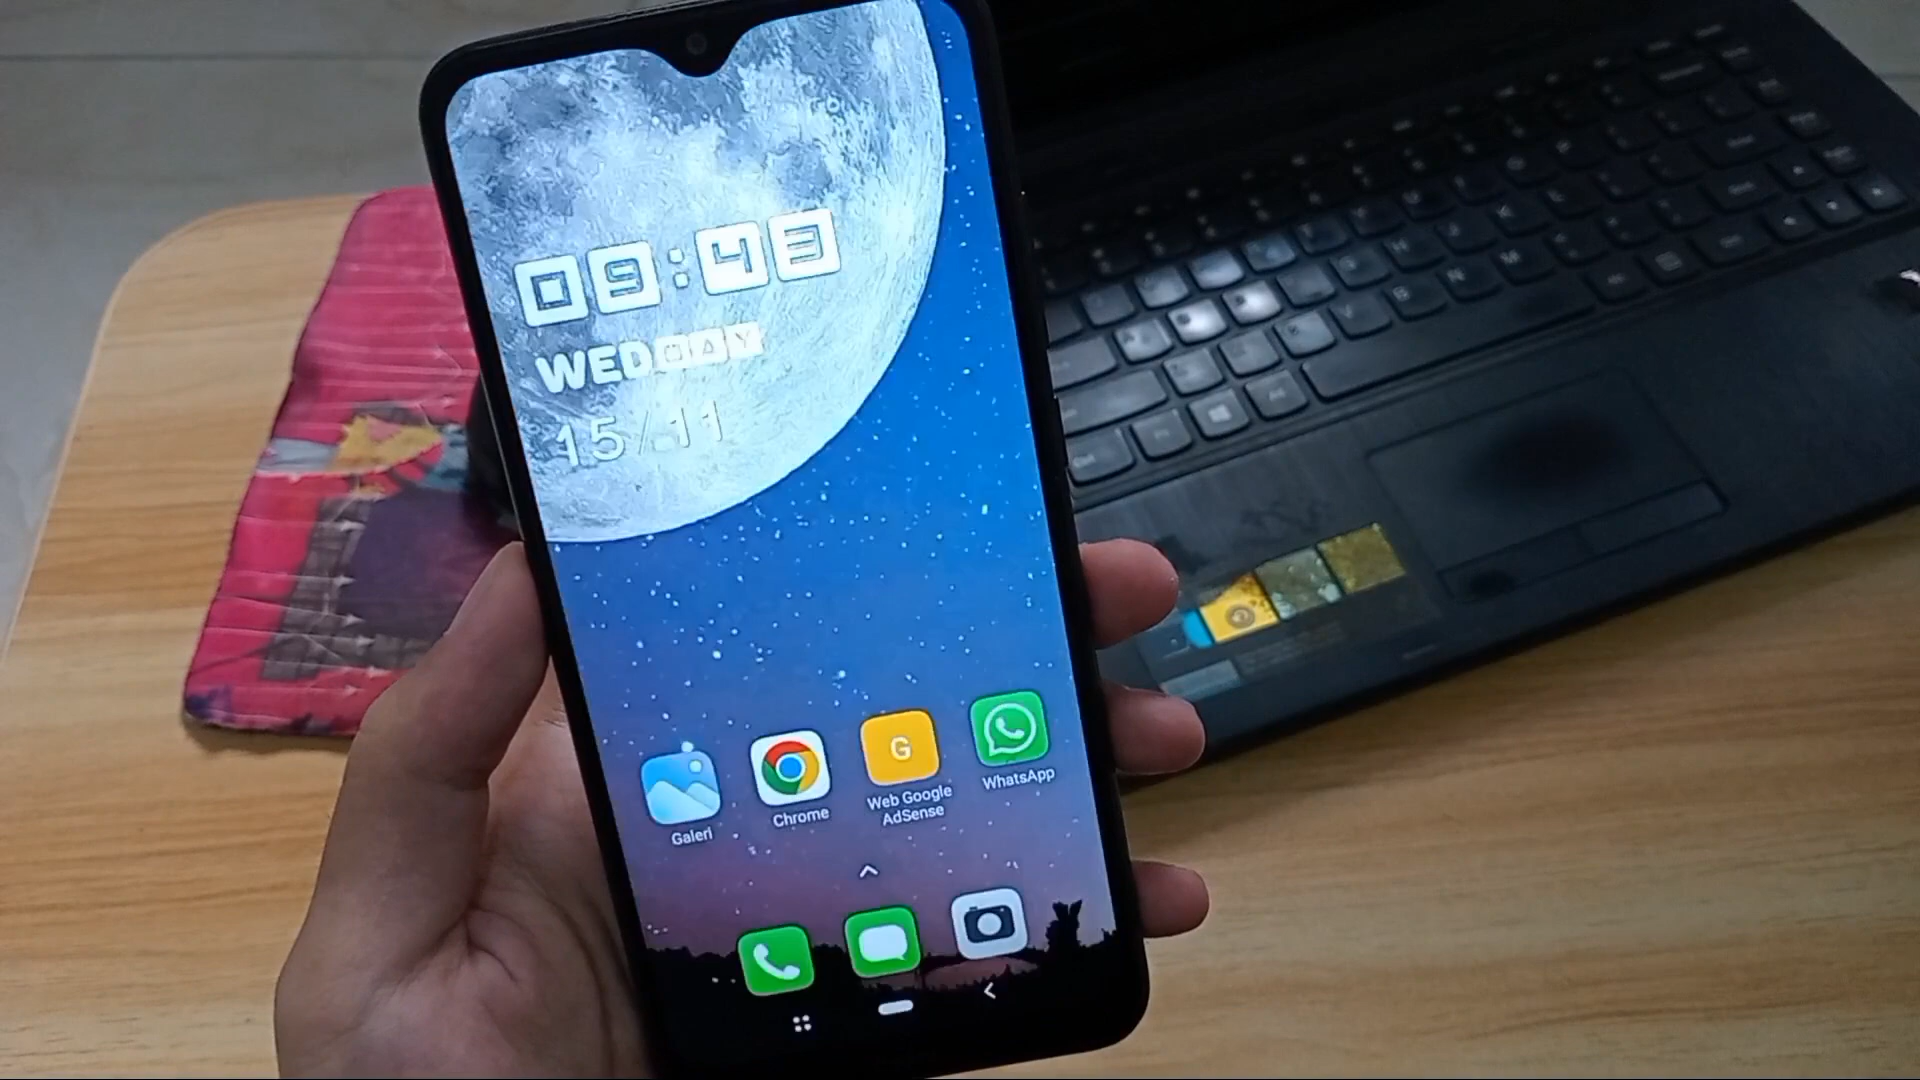 09:43
WEDDAY
15/11
Galeri
Chrome
G
Web Google
AdSense
WhatsApp